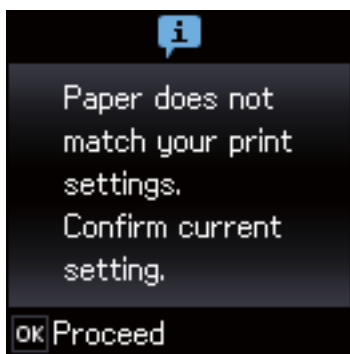 i
Paper does not
match your print
settings.
Confirm current
setting.
OK Proceed